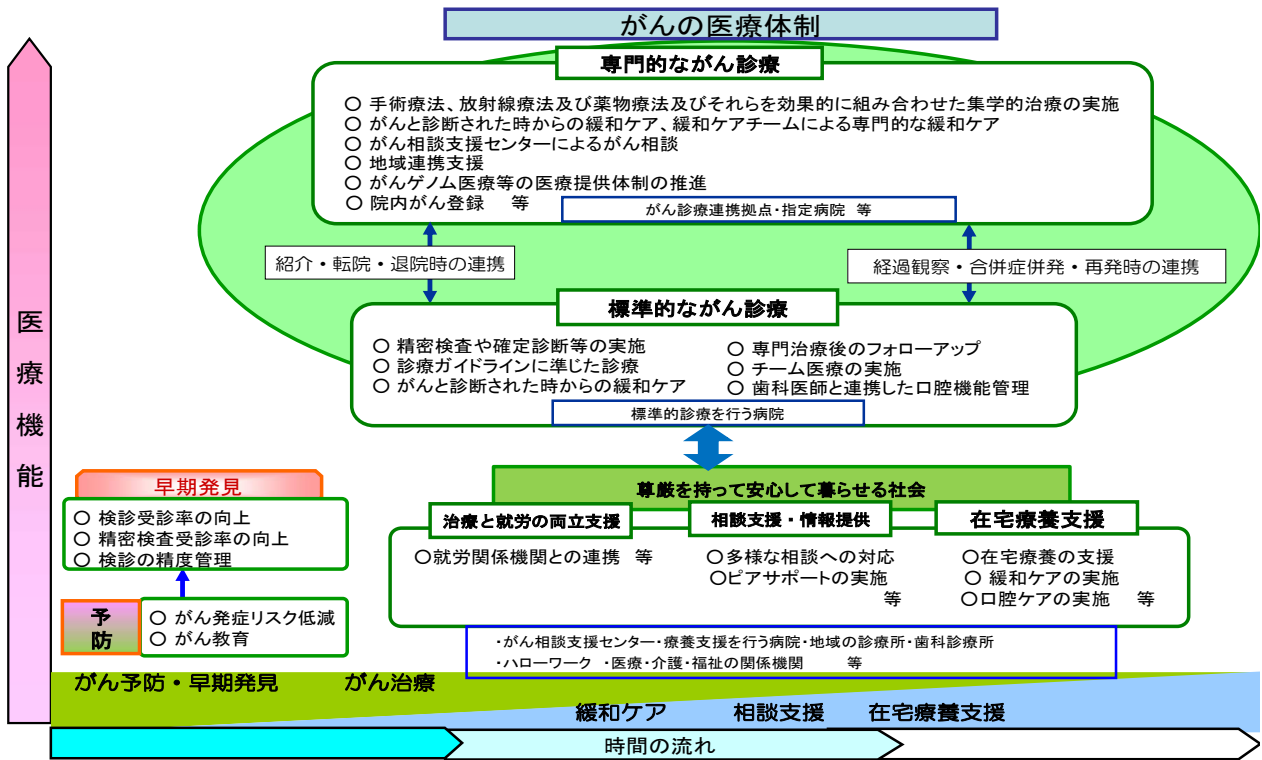 がんの医療体制
専門的ながん診療
○ 手術療法、放射線療法及び薬物療法及びそれらを効果的に組み合わせた集学的治療の実施
○ がんと診断された時からの緩和ケア、緩和ケアチームによる専門的な緩和ケア
○ がん相談支援センターによるがん相談
○ 地域連携支援
○ がんゲノム医療等の医療提供体制の推進
○ 院内がん登録　等
がん診療連携拠点・指定病院 等
紹介・転院・退院時の連携
経過観察・合併症併発・再発時の連携
標準的ながん診療
○ 精密検査や確定診断等の実施
○ 診療ガイドラインに準じた診療
○ がんと診断された時からの緩和ケア
○ 専門治療後のフォローアップ
○ チーム医療の実施
○ 歯科医師と連携した口腔機能管理
標準的診療を行う病院
医療機能
早期発見
○ 検診受診率の向上
○ 精密検査受診率の向上
○ 検診の精度管理
予防
○ がん発症リスク低減
○ がん教育
尊厳を持って安心して暮らせる社会
治療と就労の両立支援
○就労関係機関との連携 等
相談支援・情報提供
○多様な相談への対応
○ピアサポートの実施
等
在宅療養支援
○在宅療養の支援
○ 緩和ケアの実施
○口腔ケアの実施　等
・がん相談支援センター・療養支援を行う病院・地域の診療所・歯科診療所
・ハローワーク ・医療・介護・福祉の関係機関　　等
がん予防・早期発見
がん治療
緩和ケア
相談支援
在宅療養支援
時間の流れ